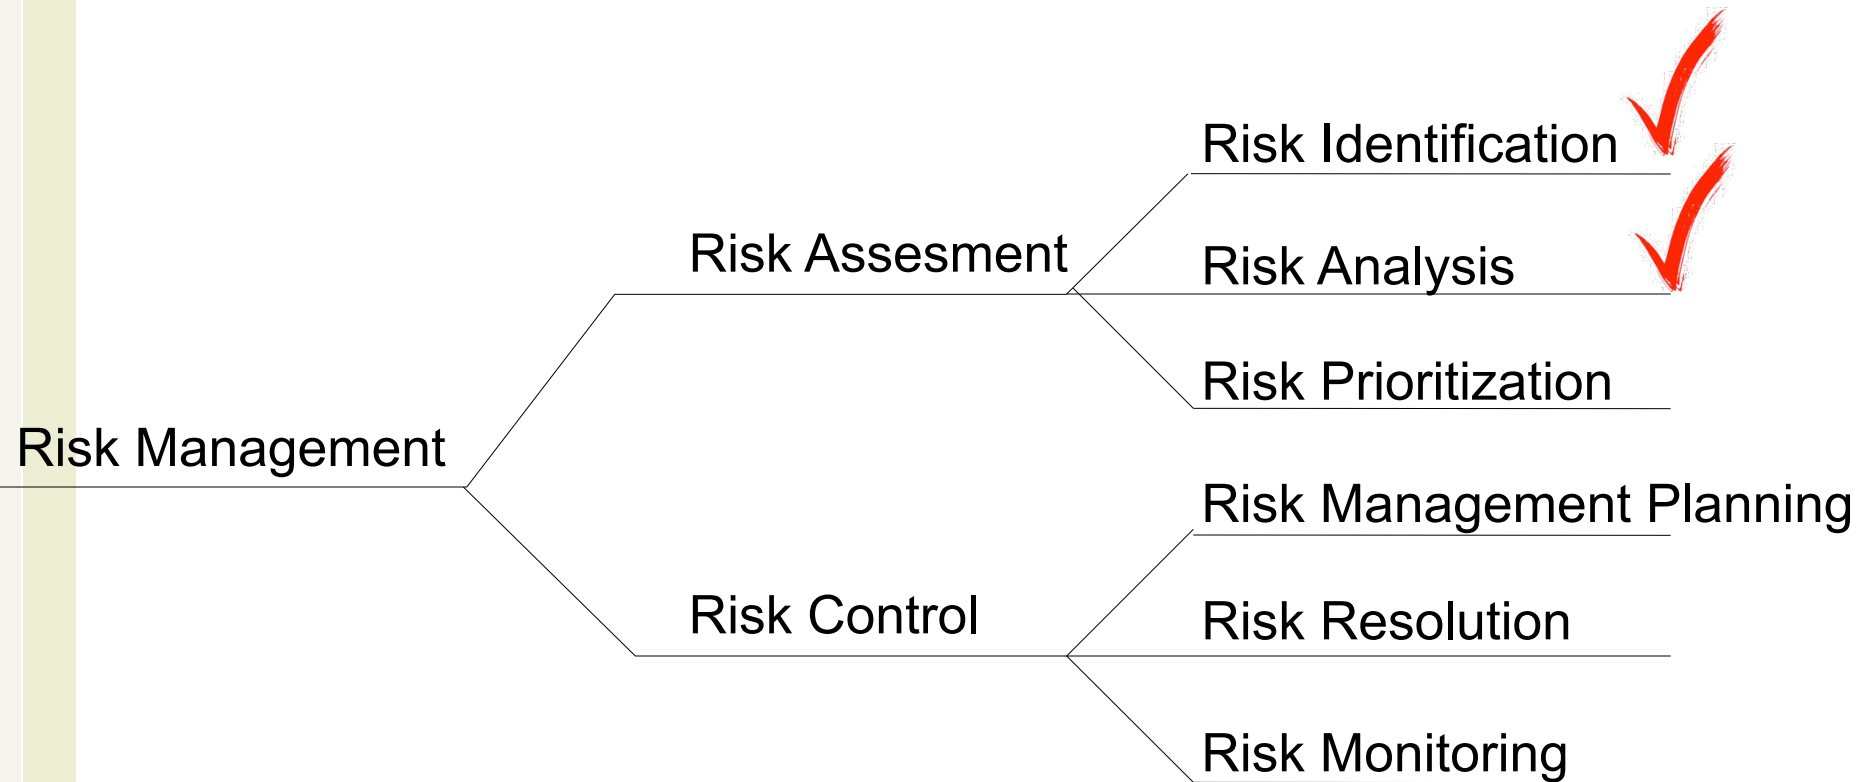 Risk Identification
Risk Assesment
Risk Analysis
Risk Prioritization
Risk Management
Risk Management Planning
Risk Control
Risk Resolution
Risk Monitoring